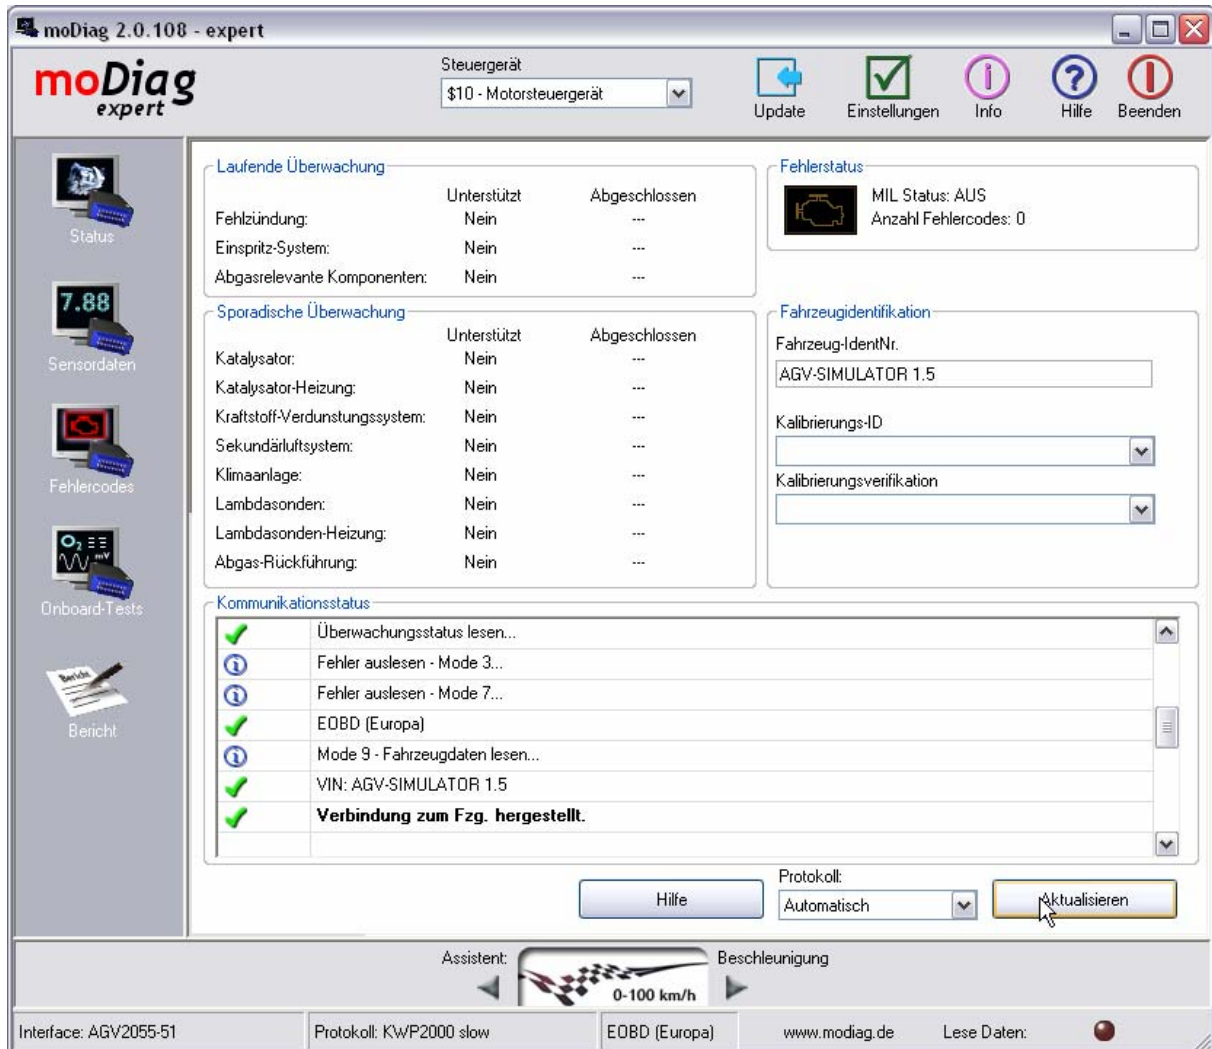 moDiag 2.0.108 - expert
moDiag
expert
Steuergerät
$10 - Motorsteuergerät
Update
Einstellungen
Info
Hilfe
Beenden
Status
7.88
Sensordaten
Fehlercodes
O₂
mV
Onboard-Tests
Bericht
Bericht
Laufende Überwachung
Unterstützt Abgeschlossen
Fehlzündung: Nein ---
Einspritz-System: Nein ---
Abgasrelevante Komponenten: Nein ---
Sporadische Überwachung
Unterstützt Abgeschlossen
Katalysator: Nein ---
Katalysator-Heizung: Nein ---
Kraftstoff-Verdunstungssystem: Nein ---
Sekundärluftsystem: Nein ---
Klimaanlage: Nein ---
Lambdasonden: Nein ---
Lambdasonden-Heizung: Nein ---
Abgas-Rückführung: Nein ---
Fehlerstatus
MIL Status: AUS
Anzahl Fehlercodes: 0
Fahrzeugidentifikation
Fahrzeug-IdentNr.
AGV-SIMULATOR 1.5
Kalibrierungs-ID
Kalibrierungsverifikation
Kommunikationsstatus
Überwachungsstatus lesen...
Fehler auslesen - Mode 3...
Fehler auslesen - Mode 7...
EOBD (Europa)
Mode 9 - Fahrzeugdaten lesen...
VIN: AGV-SIMULATOR 1.5
Verbindung zum Fzg. hergestellt.
Hilfe
Protokoll:
Automatisch
Aktualisieren
Assistent:
0-100 km/h
Beschleunigung
Interface: AGV2055-51
Protokoll: KWP2000 slow
EOBD (Europa)
www.modiag.de
Lese Daten: